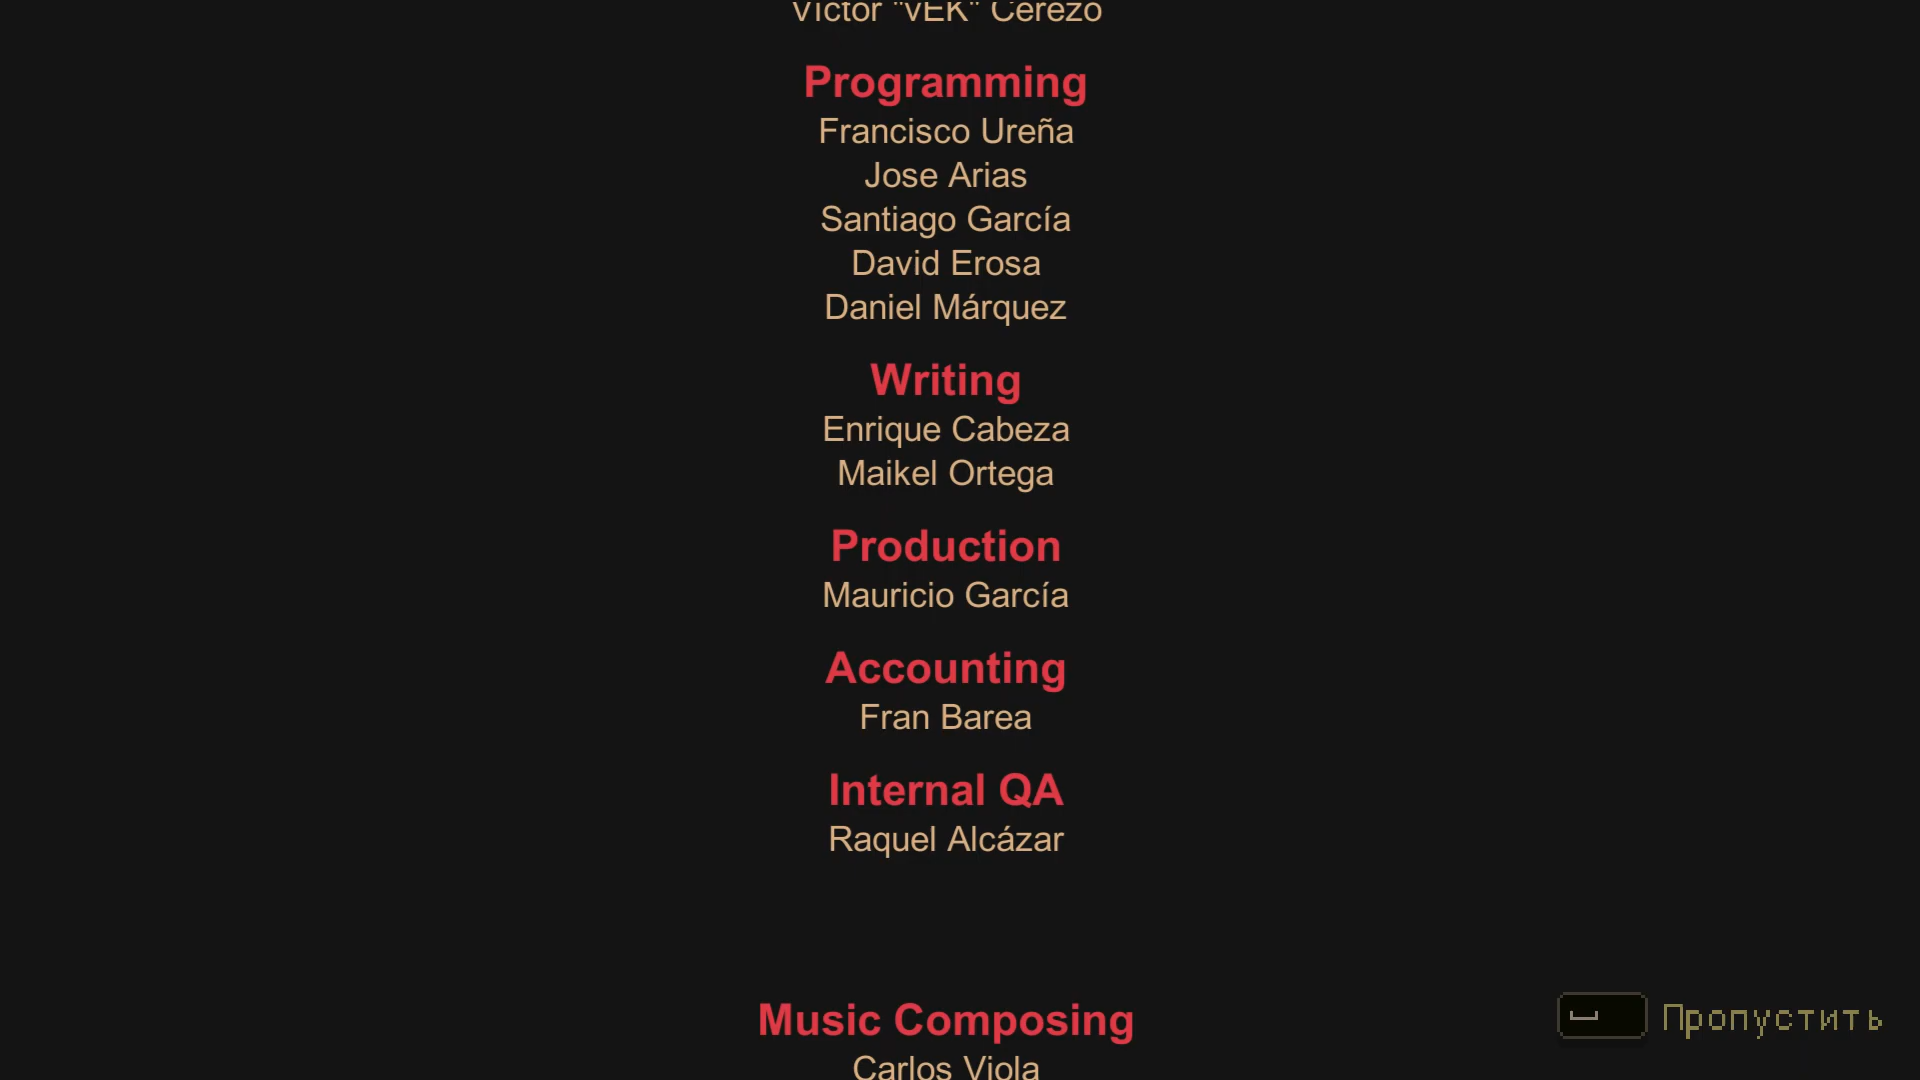 Víctor "vEK" Cerezo
Programming
Francisco Ureña
Jose Arias
Santiago García
David Erosa
Daniel Márquez
Writing
Enrique Cabeza
Maikel Ortega
Production
Mauricio García
Accounting
Fran Barea
Internal QA
Raquel Alcázar
Music Composing
Carlos Viola
Пропустить